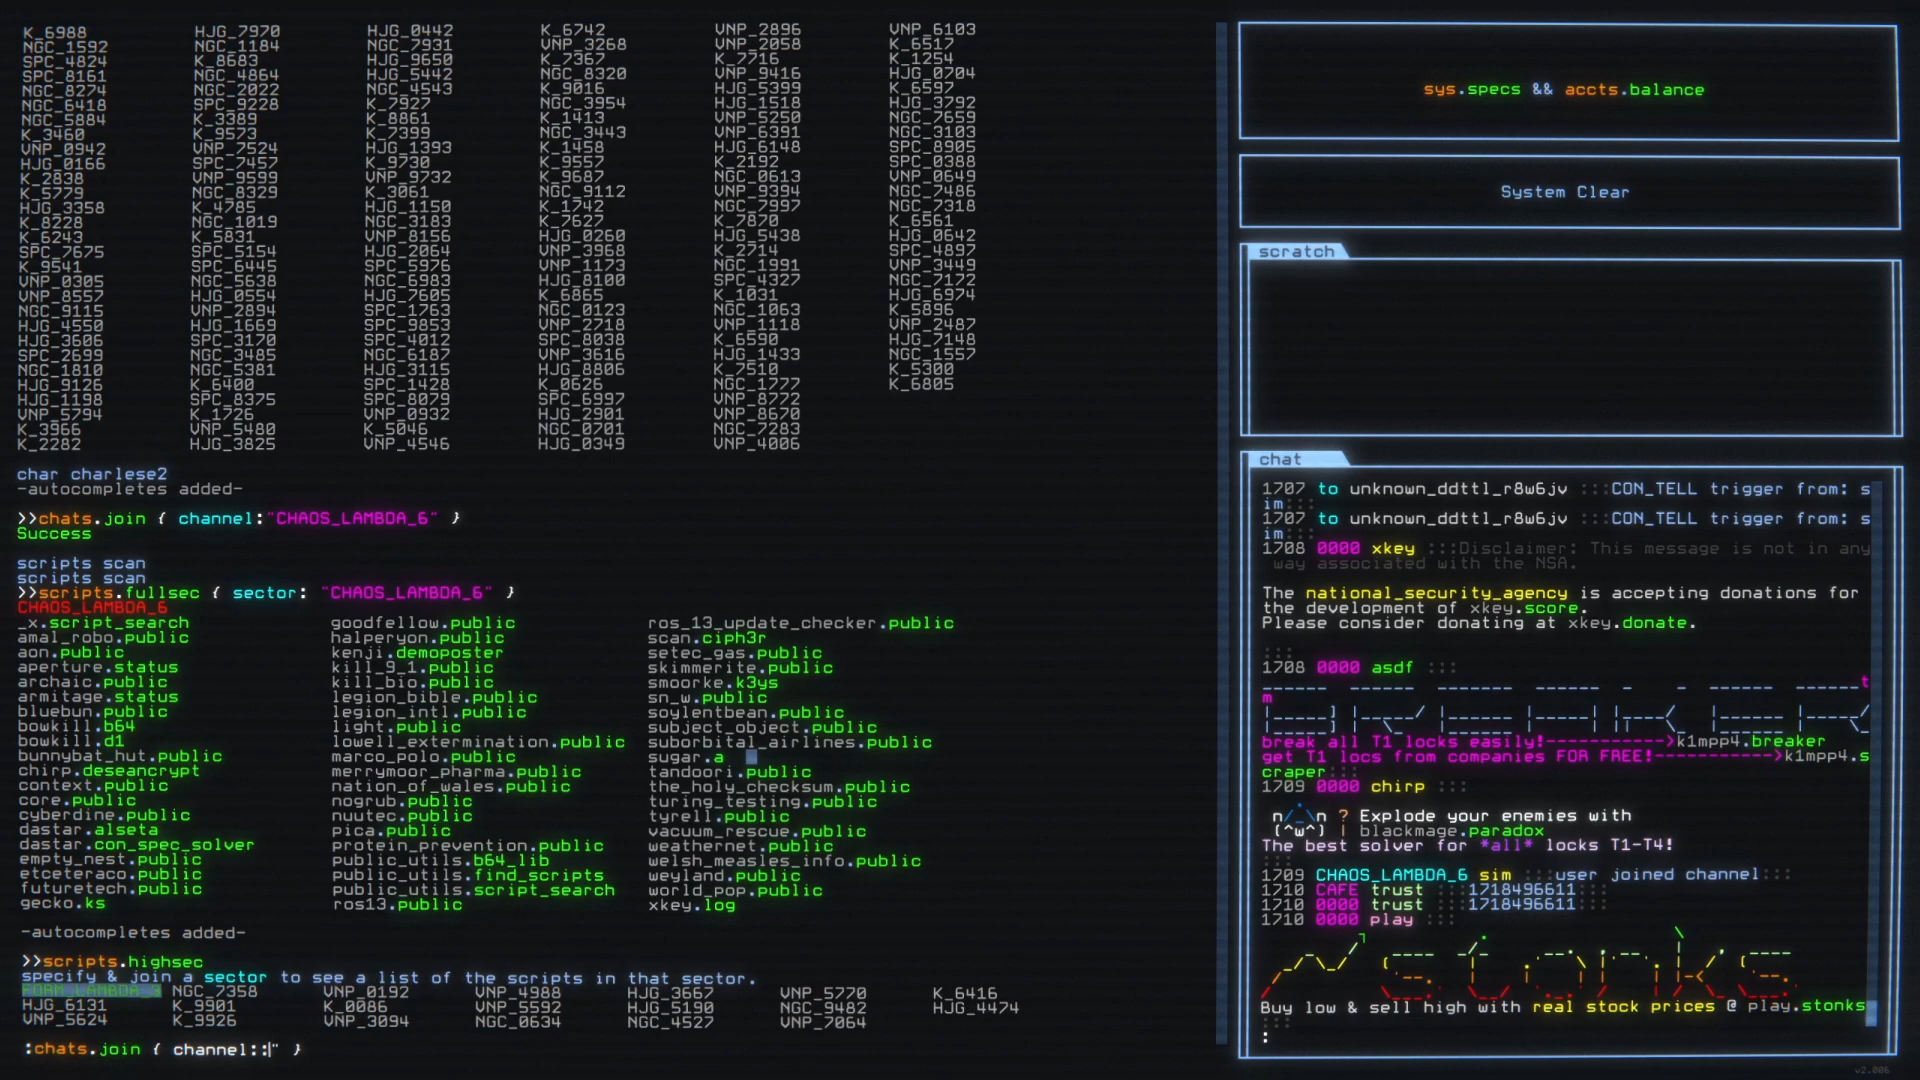 K_6988 HJG_7970 HJG_0442 K_6742 VNP_2896 VNP_6103
NGC_1592 NGC_1184 NGC_7931 VNP_3268 VNP_2058 K_6517
SPC_4824 K_8683 HJG_9650 K_7367 K_7716 K_1254
SPC_8161 NGC_4864 HJG_5442 NGC_8320 VNP_9416 HJG_0704
NGC_8274 NGC_2022 NGC_4543 K_9016 HJG_5399 K_6597
NGC_6418 SPC_9228 K_7927 NGC_3954 HJG_1518 HJG_3792
NGC_5884 K_3389 K_8861 K_1413 VNP_5250 NGC_7659
K_3460 K_9573 K_7399 NGC_3443 VNP_6391 NGC_3103
VNP_0942 VNP_7524 HJG_1393 K_1458 HJG_6148 SPC_8905
HJG_0166 SPC_7457 K_9730 K_9557 K_2192 SPC_0388
K_2838 VNP_9599 VNP_9732 K_9687 NGC_0613 VNP_0649
K_5779 NGC_8329 K_3061 NGC_9112 VNP_9394 NGC_7486
HJG_3358 K_4785 HJG_1150 K_1742 NGC_7997 NGC_7318
K_8228 NGC_1019 NGC_3183 K_7627 K_7870 K_6561
K_6243 K_5831 VNP_8156 HJG_0260 HJG_5438 HJG_0642
SPC_7675 SPC_5154 HJG_2064 VNP_3968 K_2714 SPC_4897
K_9541 SPC_6445 SPC_5976 VNP_1173 NGC_1991 VNP_3449
VNP_0305 NGC_5638 NGC_6983 HJG_8100 SPC_4327 NGC_7172
VNP_8557 HJG_0554 HJG_7605 K_6865 K_1031 HJG_6974
NGC_9115 VNP_2894 SPC_1763 NGC_0123 NGC_1063 K_5896
HJG_4550 HJG_1669 SPC_9853 VNP_2718 VNP_1118 VNP_2487
HJG_3606 SPC_3170 SPC_4012 SPC_8038 K_6590 HJG_7148
SPC_2699 NGC_3485 NGC_6187 VNP_3616 HJG_1433 NGC_1557
NGC_1810 NGC_5381 HJG_3115 HJG_8806 K_7510 K_5300
HJG_9126 K_6400 SPC_1428 K_0626 NGC_1777 K_6805
HJG_1198 SPC_8375 SPC_8079 SPC_6997 VNP_8772
VNP_5794 K_1726 VNP_0932 HJG_2901 VNP_8670
K_3966 VNP_5480 K_5046 NGC_0701 NGC_7283
K_2282 HJG_3825 VNP_4546 HJG_0349 VNP_4006
char charlese2
-autocompletes added-
>>chats.join { channel:"CHAOS_LAMBDA_6" }
Success
scripts scan
scripts scan
>>scripts.fullsec { sector: "CHAOS_LAMBDA_6" }
CHAOS_LAMBDA_6
_x.script_search goodfellow.public ros_13_update_checker.public
amal_robo.public halperyon.public scan.ciph3r
aon.public kenji.demoposter setec_gas.public
aperture.status kill_9_1.public skimmerite.public
archaic.public kill_bio.public smoorke.k3ys
armitage.status legion_bible.public sn_w.public
bluebun.public legion_intl.public soylentbean.public
bowkill.b64 light.public subject_object.public
bowkill.d1 lowell_extermination.public suborbital_airlines.public
bunnybat_hut.public marco_polo.public sugar.a
chirp.deseancrypt merrymoor_pharma.public tandoori.public
context.public nation_of_wales.public the_holy_checksum.public
core.public nogrub.public turing_testing.public
cyberdine.public nuutec.public tyrell.public
dastar.alseta pica.public vacuum_rescue.public
dastar.con_spec_solver protein_prevention.public weathernet.public
empty_nest.public public_utils.b64_lib welsh_measles_info.public
etceteraco.public public_utils.find_scripts weyland.public
futuretech.public public_utils.script_search world_pop.public
gecko.ks ros13.public xkey.log
-autocompletes added-
>>scripts.highsec
specify & join a sector to see a list of the scripts in that sector.
NGC_7358 VNP_0192 VNP_4988 HJG_3667 VNP_5770 K_6416
HJG_6131 K_9901 K_0086 VNP_5592 HJG_5190 NGC_9482 HJG_4474
VNP_5624 K_9926 VNP_3094 NGC_0634 NGC_4527 VNP_7064
:chats.join { channel::|" }
sys.specs && accts.balance
System Clear
scratch
chat
1707 to unknown_ddttl_r8w6jv :::CON_TELL trigger from: s
im:::
1707 to unknown_ddttl_r8w6jv :::CON_TELL trigger from: s
im:::
1708 0000 xkey :::Disclaimer: This message is not in any
way associated with the NSA.
The national_security_agency is accepting donations for
the development of xkey.score.
Please consider donating at xkey.donate.
:::
1708 0000 asdf :::
tm
BREAKER
break all T1 locks easily!------------->k1mpp4.breaker
get T1 locs from companies FOR FREE!------------->k1mpp4.s
craper:::
1709 0000 chirp :::
n/_\n ? Explode your enemies with
(^w^) | blackmage.paradox
The best solver for *all* locks T1-T4!
:::
1709 CHAOS_LAMBDA_6 sim :::user joined channel:::
1710 CAFE trust :::1718496611:::
1710 0000 trust :::1718496611:::
1710 0000 play :::
stonks
Buy low & sell high with real stock prices @ play.stonks
:::
:
v2.006